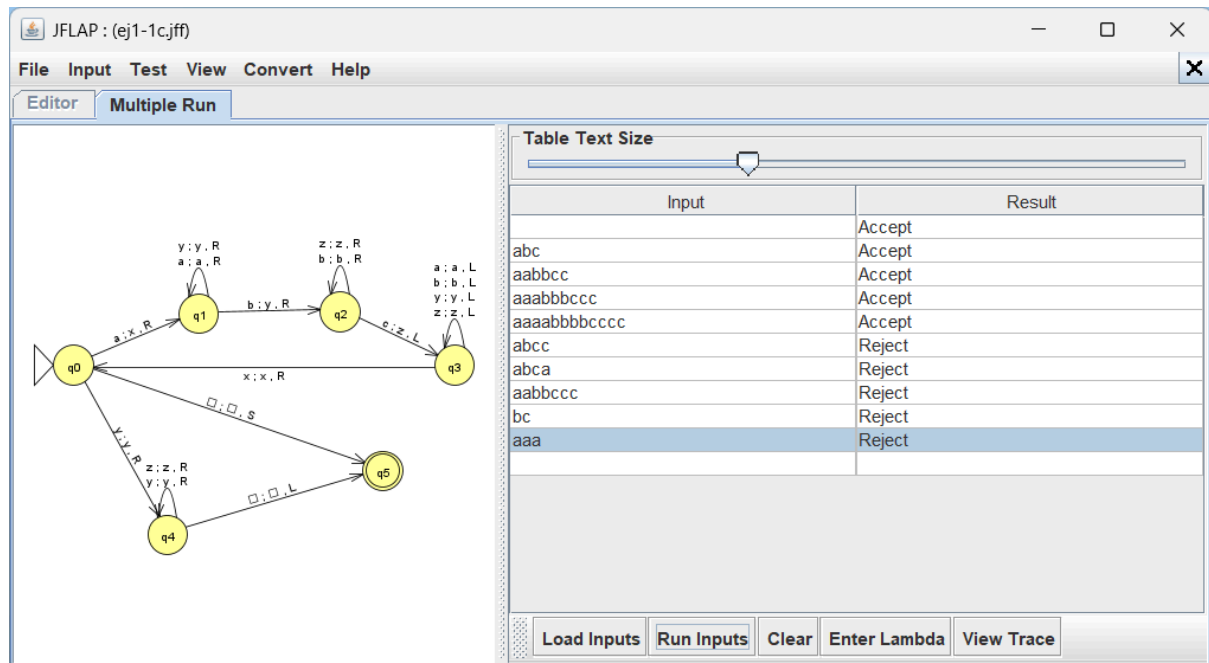 JFLAP : (ej1-1c.jff)
File Input Test View Convert Help
Editor Multiple Run
Table Text Size
Input Result
Accept
abc Accept
aabbcc Accept
aaabbbccc Accept
aaaabbbbcccc Accept
abcc Reject
abca Reject
aabbccc Reject
bc Reject
aaa Reject
y ; y , R
a ; a , R
z ; z , R
b ; b , R
a ; a , L
b ; b , L
y ; y , L
z ; z , L
a ; x , R
q1
b ; y , R
q2
c ; z , L
q0
x ; x , R
q3
□ ; □ , S
y ; y , R
z ; z , R
y ; y , R
q5
□ ; □ , L
q4
Load Inputs Run Inputs Clear Enter Lambda View Trace